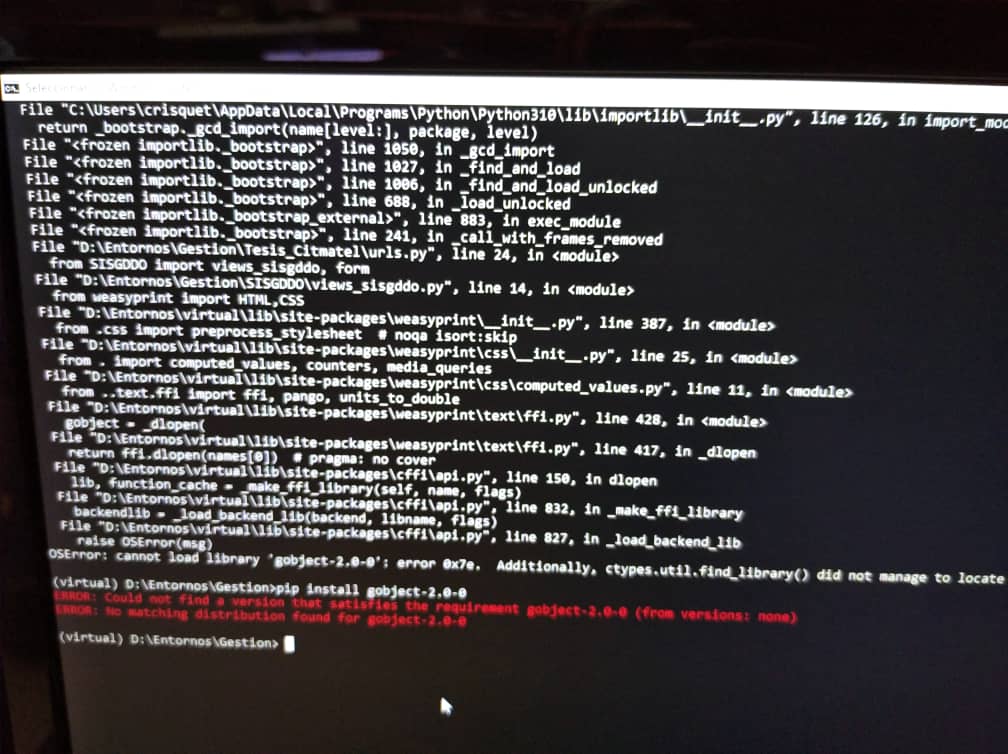 File "C:\Users\crisquet\AppData\Local\Programs\Python\Python310\lib\importlib\__init__.py", line 126, in import_mod
return _bootstrap._gcd_import(name[level:], package, level)
File "<frozen importlib._bootstrap>", line 1050, in _gcd_import
File "<frozen importlib._bootstrap>", line 1027, in _find_and_load
File "<frozen importlib._bootstrap>", line 1006, in _find_and_load_unlocked
File "<frozen importlib._bootstrap>", line 688, in _load_unlocked
File "<frozen importlib._bootstrap_external>", line 883, in exec_module
File "<frozen importlib._bootstrap>", line 241, in _call_with_frames_removed
File "D:\Entornos\Gestion\Tesis_Citmatel\urls.py", line 24, in <module>
from SISGDDO import views_sisgddo, form
File "D:\Entornos\Gestion\SISGDDO\views_sisgddo.py", line 14, in <module>
from weasyprint import HTML,CSS
File "D:\Entornos\virtual\lib\site-packages\weasyprint\__init__.py", line 387, in <module>
from .css import preprocess_stylesheet  # noqa isort:skip
File "D:\Entornos\virtual\lib\site-packages\weasyprint\css\__init__.py", line 25, in <module>
from . import computed_values, counters, media_queries
File "D:\Entornos\virtual\lib\site-packages\weasyprint\css\computed_values.py", line 11, in <module>
from ..text.ffi import ffi, pango, units_to_double
File "D:\Entornos\virtual\lib\site-packages\weasyprint\text\ffi.py", line 428, in <module>
gobject = _dlopen(
File "D:\Entornos\virtual\lib\site-packages\weasyprint\text\ffi.py", line 417, in _dlopen
return ffi.dlopen(names[0])  # pragma: no cover
File "D:\Entornos\virtual\lib\site-packages\cffi\api.py", line 150, in dlopen
lib, function_cache = _make_ffi_library(self, name, flags)
File "D:\Entornos\virtual\lib\site-packages\cffi\api.py", line 832, in _make_ffi_library
backendlib = _load_backend_lib(backend, libname, flags)
File "D:\Entornos\virtual\lib\site-packages\cffi\api.py", line 827, in _load_backend_lib
raise OSError(msg)
OSError: cannot load library 'gobject-2.0-0': error 0x7e.  Additionally, ctypes.util.find_library() did not manage to locate
(virtual) D:\Entornos\Gestion>pip install gobject-2.0-0
ERROR: Could not find a version that satisfies the requirement gobject-2.0-0 (from versions: none)
ERROR: No matching distribution found for gobject-2.0-0
(virtual) D:\Entornos\Gestion>